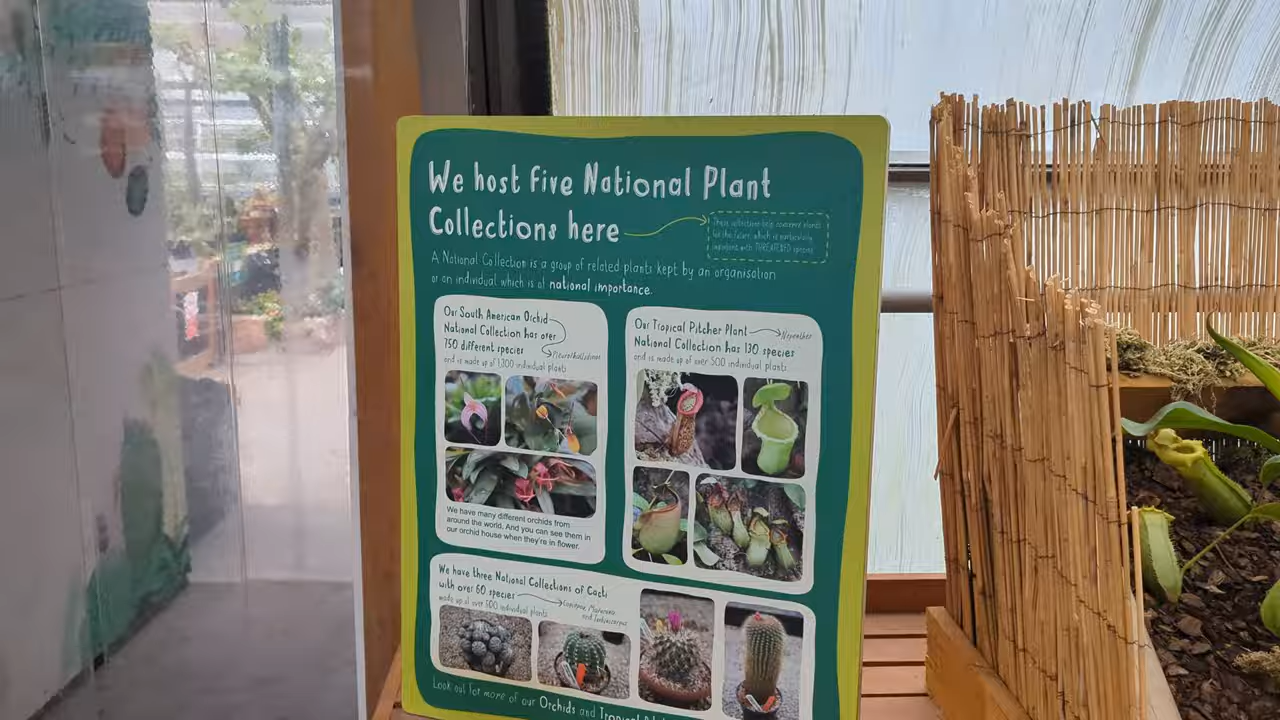 We host five National Plant
Collections here
These collections help conserve plants
for the future, which is particularly
important with THREATENED species
A National Collection is a group of related plants kept by an organisation
or an individual which is of national importance.
Our South American Orchid
National Collection has over
750 different species
Pleurothallidinae
and is made up of 1,300 individual plants
We have many different orchids from
around the world. And you can see them in
our orchid house when they're in flower.
Our Tropical Pitcher Plant
Nepenthes
National Collection has 130 species
and is made up of over 500 individual plants
We have three National Collections of Cacti
with over 60 species
Copiapoa, Matucana
and
made up of over 600 individual plants
Look out for more of our Orchids and Tropical